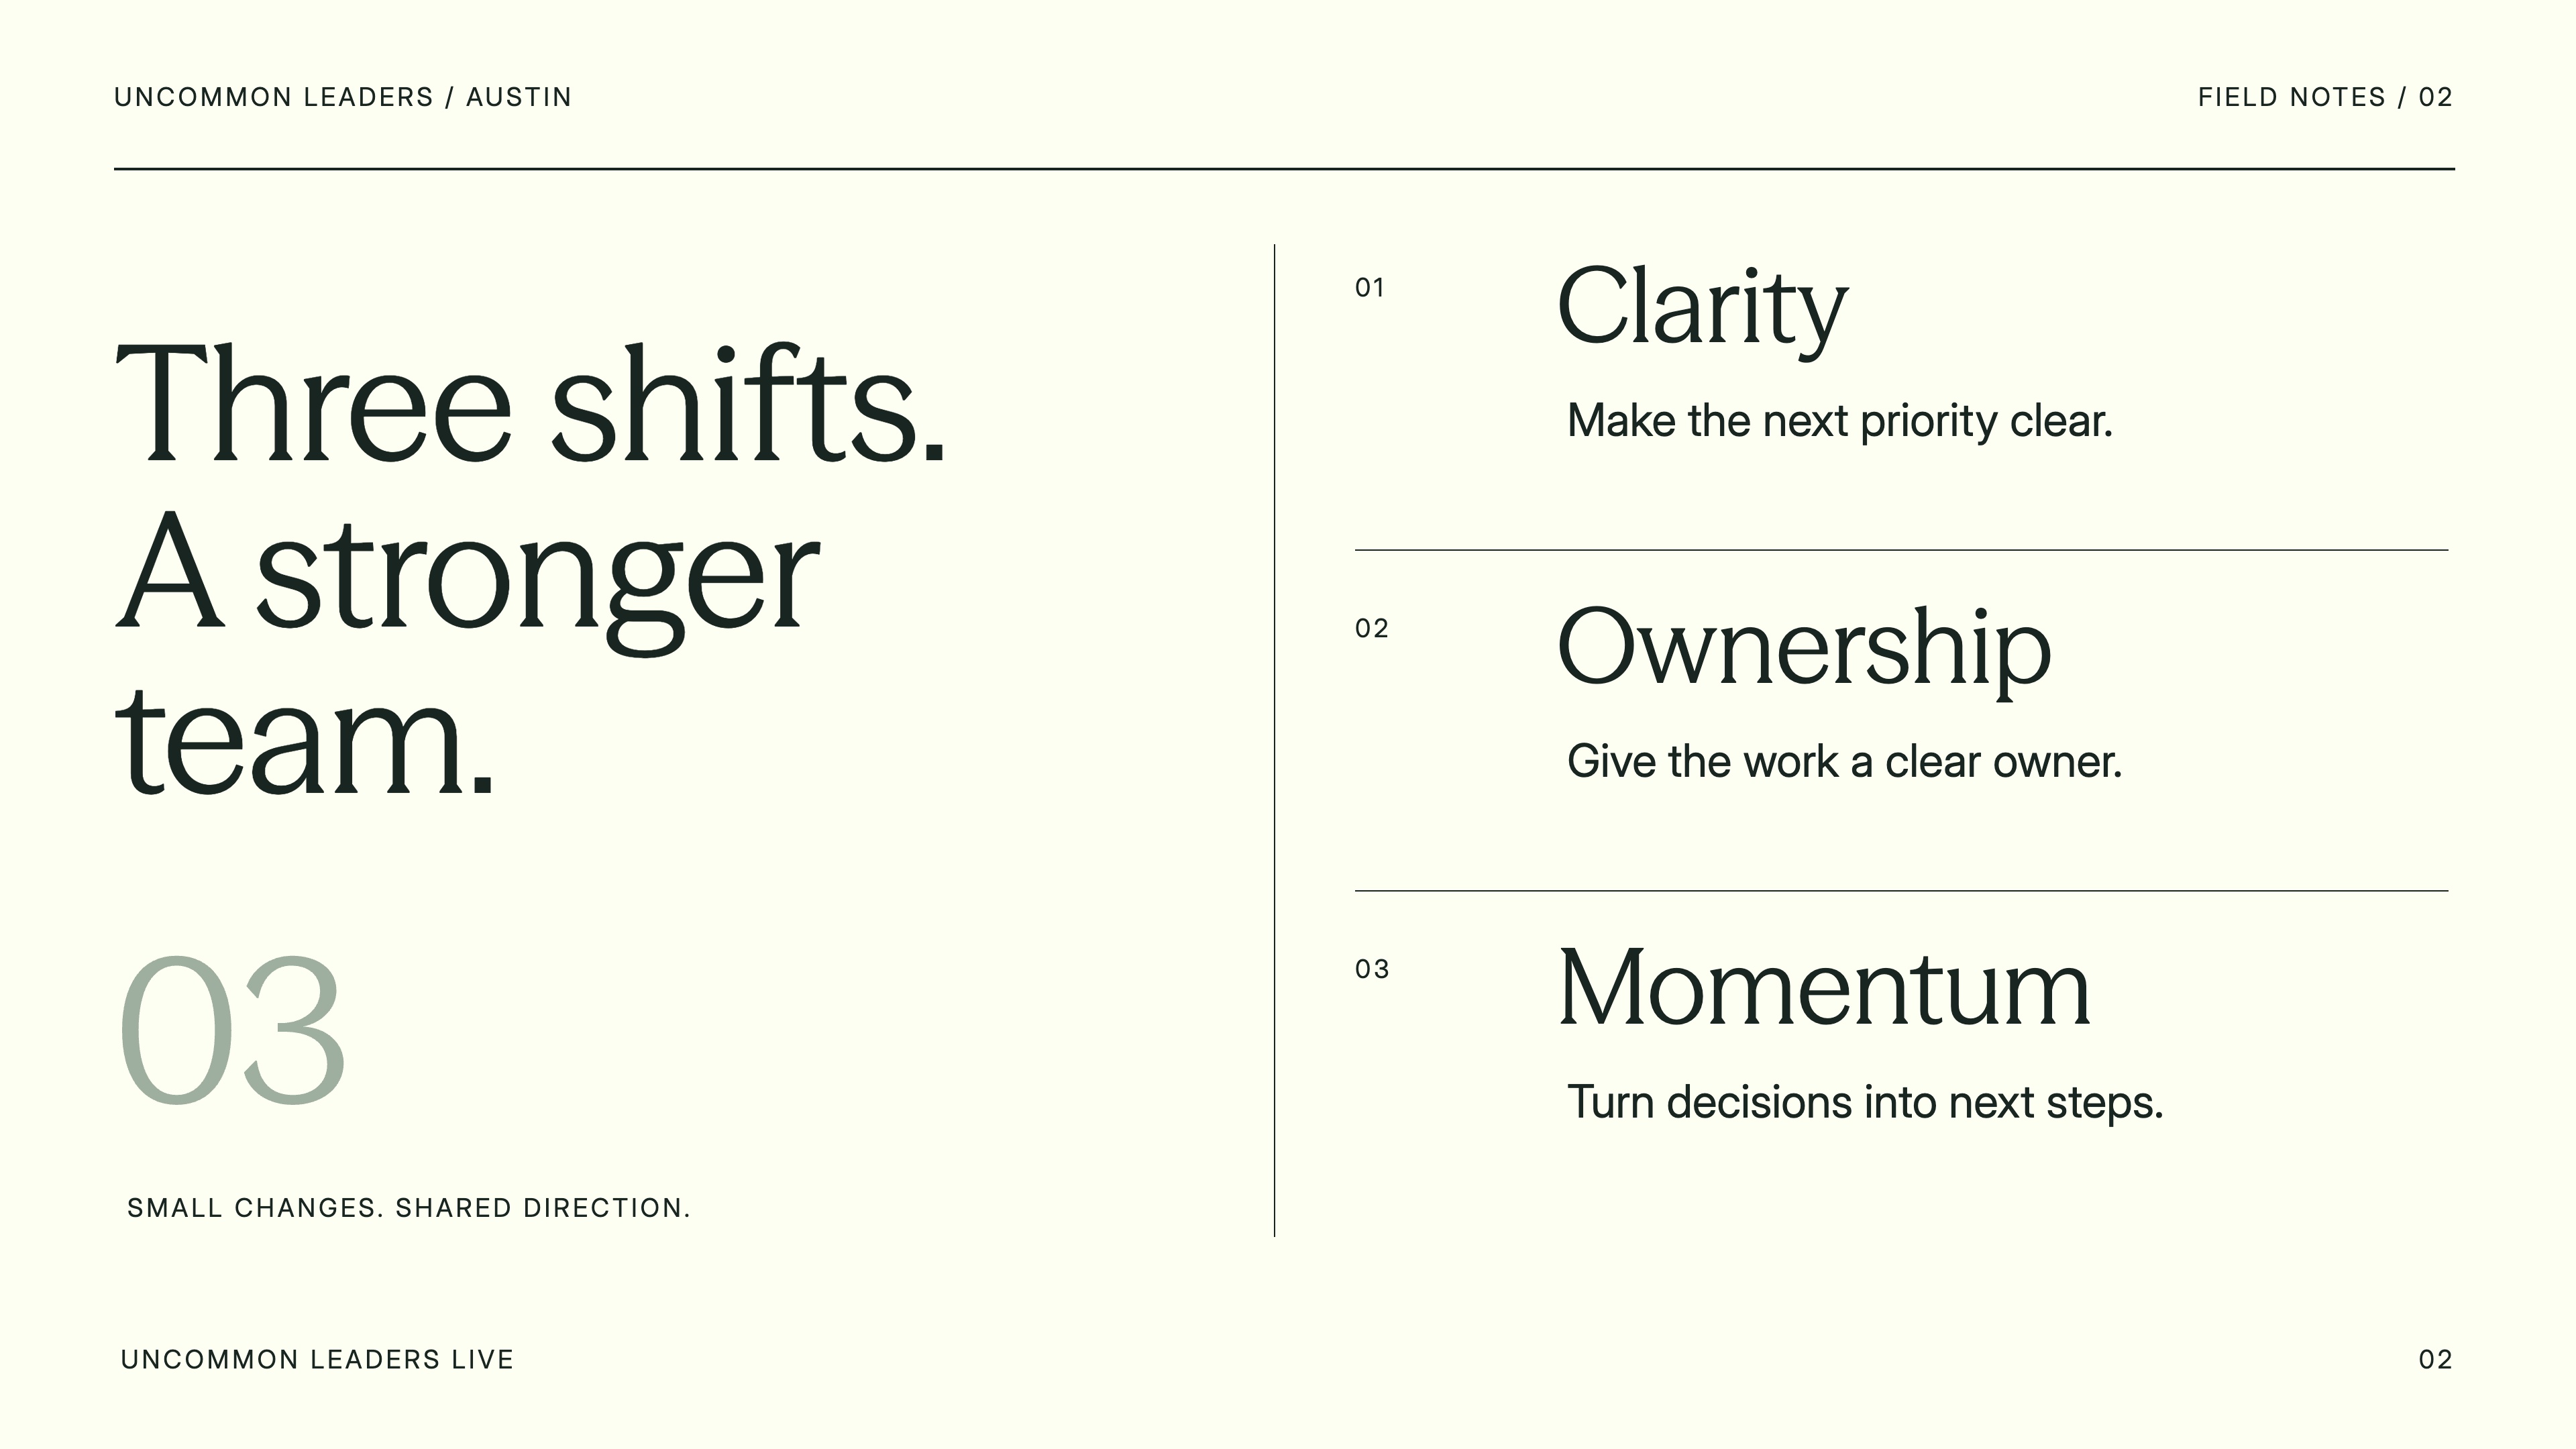 UNCOMMON LEADERS / AUSTIN
FIELD NOTES / 02
Three shifts.
A stronger
team.
03
SMALL CHANGES. SHARED DIRECTION.
01
Clarity
Make the next priority clear.
02
Ownership
Give the work a clear owner.
03
Momentum
Turn decisions into next steps.
UNCOMMON LEADERS LIVE
02